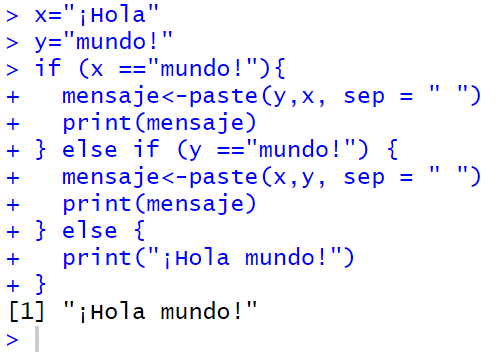 > x="¡Hola"
> y="mundo!"
> if (x =="mundo!"){
+   mensaje<-paste(y,x, sep = " ")
+   print(mensaje)
+ } else if (y =="mundo!") {
+   mensaje<-paste(x,y, sep = " ")
+   print(mensaje)
+ } else {
+   print("¡Hola mundo!")
+ }
[1] "¡Hola mundo!"
>